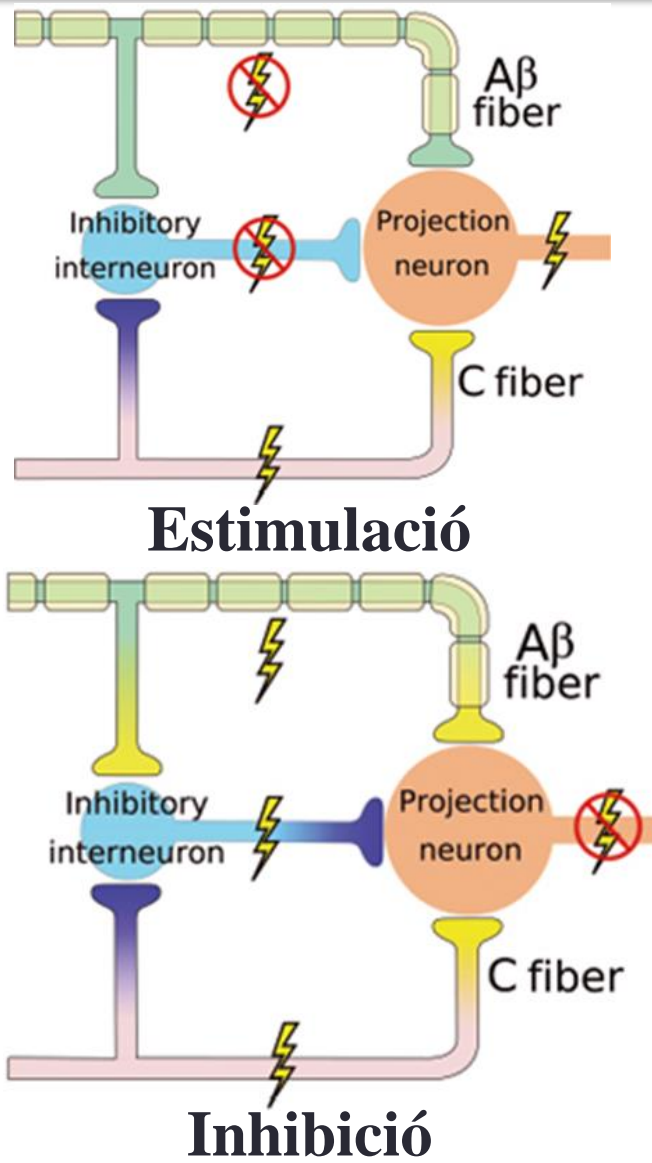 Aβ
fiber
Inhibitory
interneuron
Projection
neuron
C fiber
Estimulació
Aβ
fiber
Inhibitory
interneuron
Projection
neuron
C fiber
Inhibició